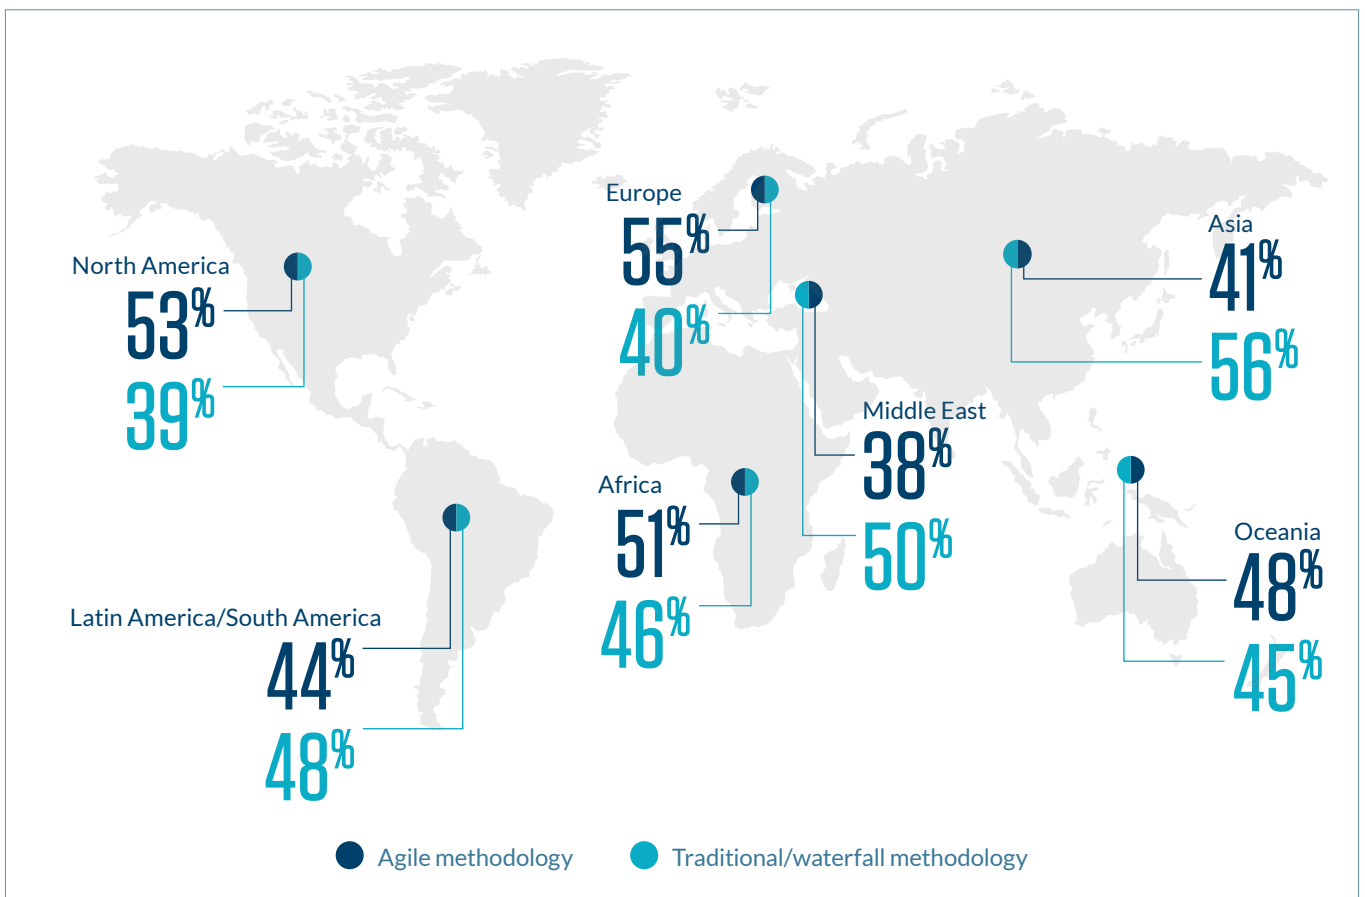 North America
53%
39%
Latin America/South America
44%
48%
Europe
55%
40%
Africa
51%
46%
Middle East
38%
50%
Asia
41%
56%
Oceania
48%
45%
Agile methodology
Traditional/waterfall methodology